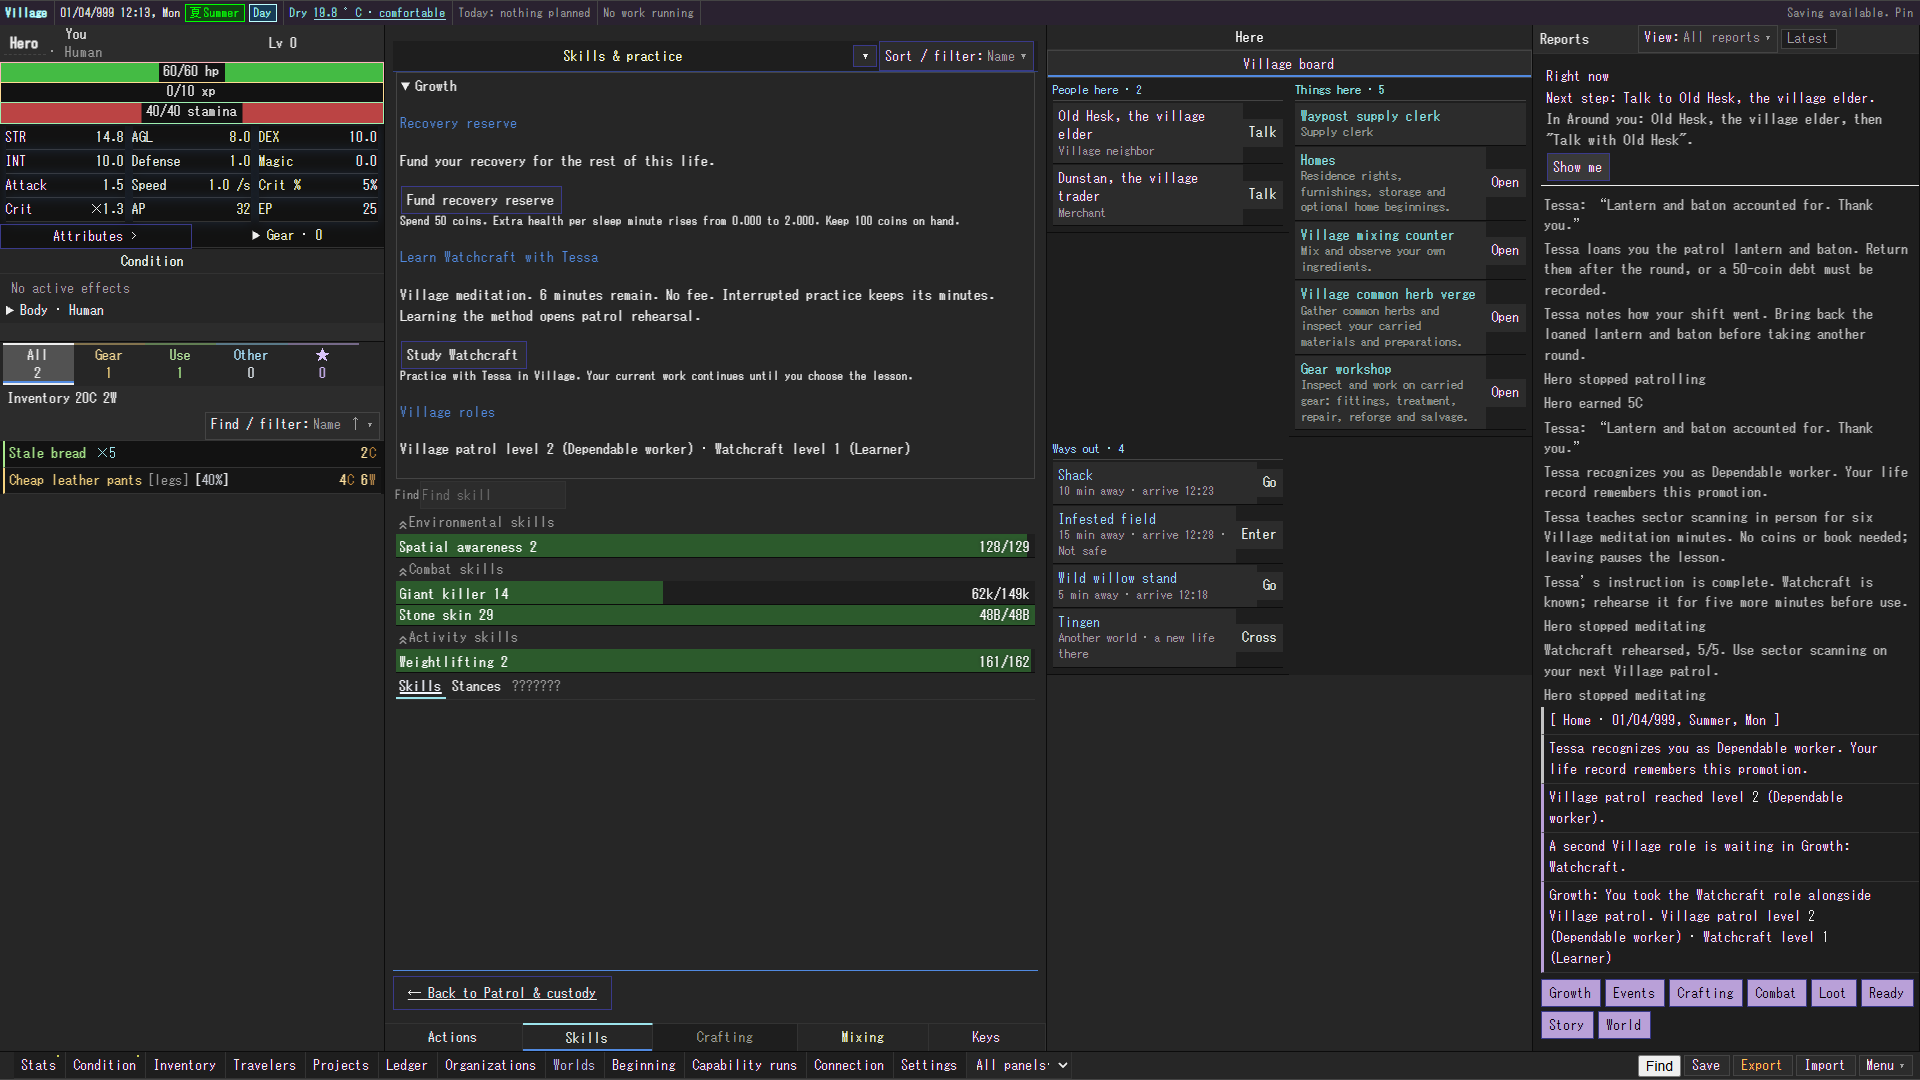 Village 01/04/999 12:13, Mon 夏Summer Day Dry 19.8 ° C · comfortable Today: nothing planned No work running Saving available. Pin
Hero · You Human Lv 0
60/60 hp
0/10 xp
40/40 stamina
STR 14.8 AGL 8.0 DEX 10.0
INT 10.0 Defense 1.0 Magic 0.0
Attack 1.5 Speed 1.0 /s Crit % 5%
Crit ×1.3 AP 32 EP 25
Attributes > ▶ Gear · 0
Condition
No active effects
▶ Body · Human
All Gear Use Other ★
2 1 1 0 0
Inventory 20C 2W
Find / filter: Name ↑ ▾
Stale bread ×5 2C
Cheap leather pants [legs] [40%] 4C 6W
Skills & practice ▾ Sort / filter: Name ▾
▼ Growth
Recovery reserve
Fund your recovery for the rest of this life.
Fund recovery reserve
Spend 50 coins. Extra health per sleep minute rises from 0.000 to 2.000. Keep 100 coins on hand.
Learn Watchcraft with Tessa
Village meditation. 6 minutes remain. No fee. Interrupted practice keeps its minutes.
Learning the method opens patrol rehearsal.
Study Watchcraft
Practice with Tessa in Village. Your current work continues until you choose the lesson.
Village roles
Village patrol level 2 (Dependable worker) · Watchcraft level 1 (Learner)
Find Find skill
Environmental skills
Spatial awareness 2 128/129
Combat skills
Giant killer 14 62k/149k
Stone skin 29 48B/48B
Activity skills
Weightlifting 2 161/162
Skills Stances ???????
← Back to Patrol & custody
Actions Skills Crafting Mixing Keys
Here
Village board
People here · 2
Old Hesk, the village
elder
Village neighbor
Talk
Dunstan, the village
trader
Merchant
Talk
Things here · 5
Waypost supply clerk
Supply clerk
Homes
Residence rights,
furnishings, storage and
optional home beginnings.
Open
Village mixing counter
Mix and observe your own
ingredients.
Open
Village common herb verge
Gather common herbs and
inspect your carried
materials and preparations.
Open
Gear workshop
Inspect and work on carried
gear: fittings, treatment,
repair, reforge and salvage.
Open
Ways out · 4
Shack
10 min away · arrive 12:23
Go
Infested field
15 min away · arrive 12:28 ·
Not safe
Enter
Wild willow stand
5 min away · arrive 12:18
Go
Tingen
Another world · a new life
there
Cross
Reports View: All reports ▾ Latest
Right now
Next step: Talk to Old Hesk, the village elder.
In Around you: Old Hesk, the village elder, then
"Talk with Old Hesk".
Show me
Tessa: “Lantern and baton accounted for. Thank
you.”
Tessa loans you the patrol lantern and baton. Return
them after the round, or a 50-coin debt must be
recorded.
Tessa notes how your shift went. Bring back the
loaned lantern and baton before taking another
round.
Hero stopped patrolling
Hero earned 5C
Tessa: “Lantern and baton accounted for. Thank
you.”
Tessa recognizes you as Dependable worker. Your life
record remembers this promotion.
Tessa teaches sector scanning in person for six
Village meditation minutes. No coins or book needed;
leaving pauses the lesson.
Tessa's instruction is complete. Watchcraft is
known; rehearse it for five more minutes before use.
Hero stopped meditating
Watchcraft rehearsed, 5/5. Use sector scanning on
your next Village patrol.
Hero stopped meditating
[ Home · 01/04/999, Summer, Mon ]
Tessa recognizes you as Dependable worker. Your
life record remembers this promotion.
Village patrol reached level 2 (Dependable
worker).
A second Village role is waiting in Growth:
Watchcraft.
Growth: You took the Watchcraft role alongside
Village patrol. Village patrol level 2
(Dependable worker) · Watchcraft level 1
(Learner)
Growth Events Crafting Combat Loot Ready
Story World
Stats Condition Inventory Travelers Projects Ledger Organizations Worlds Beginning Capability runs Connection Settings All panels Find Save Export Import Menu